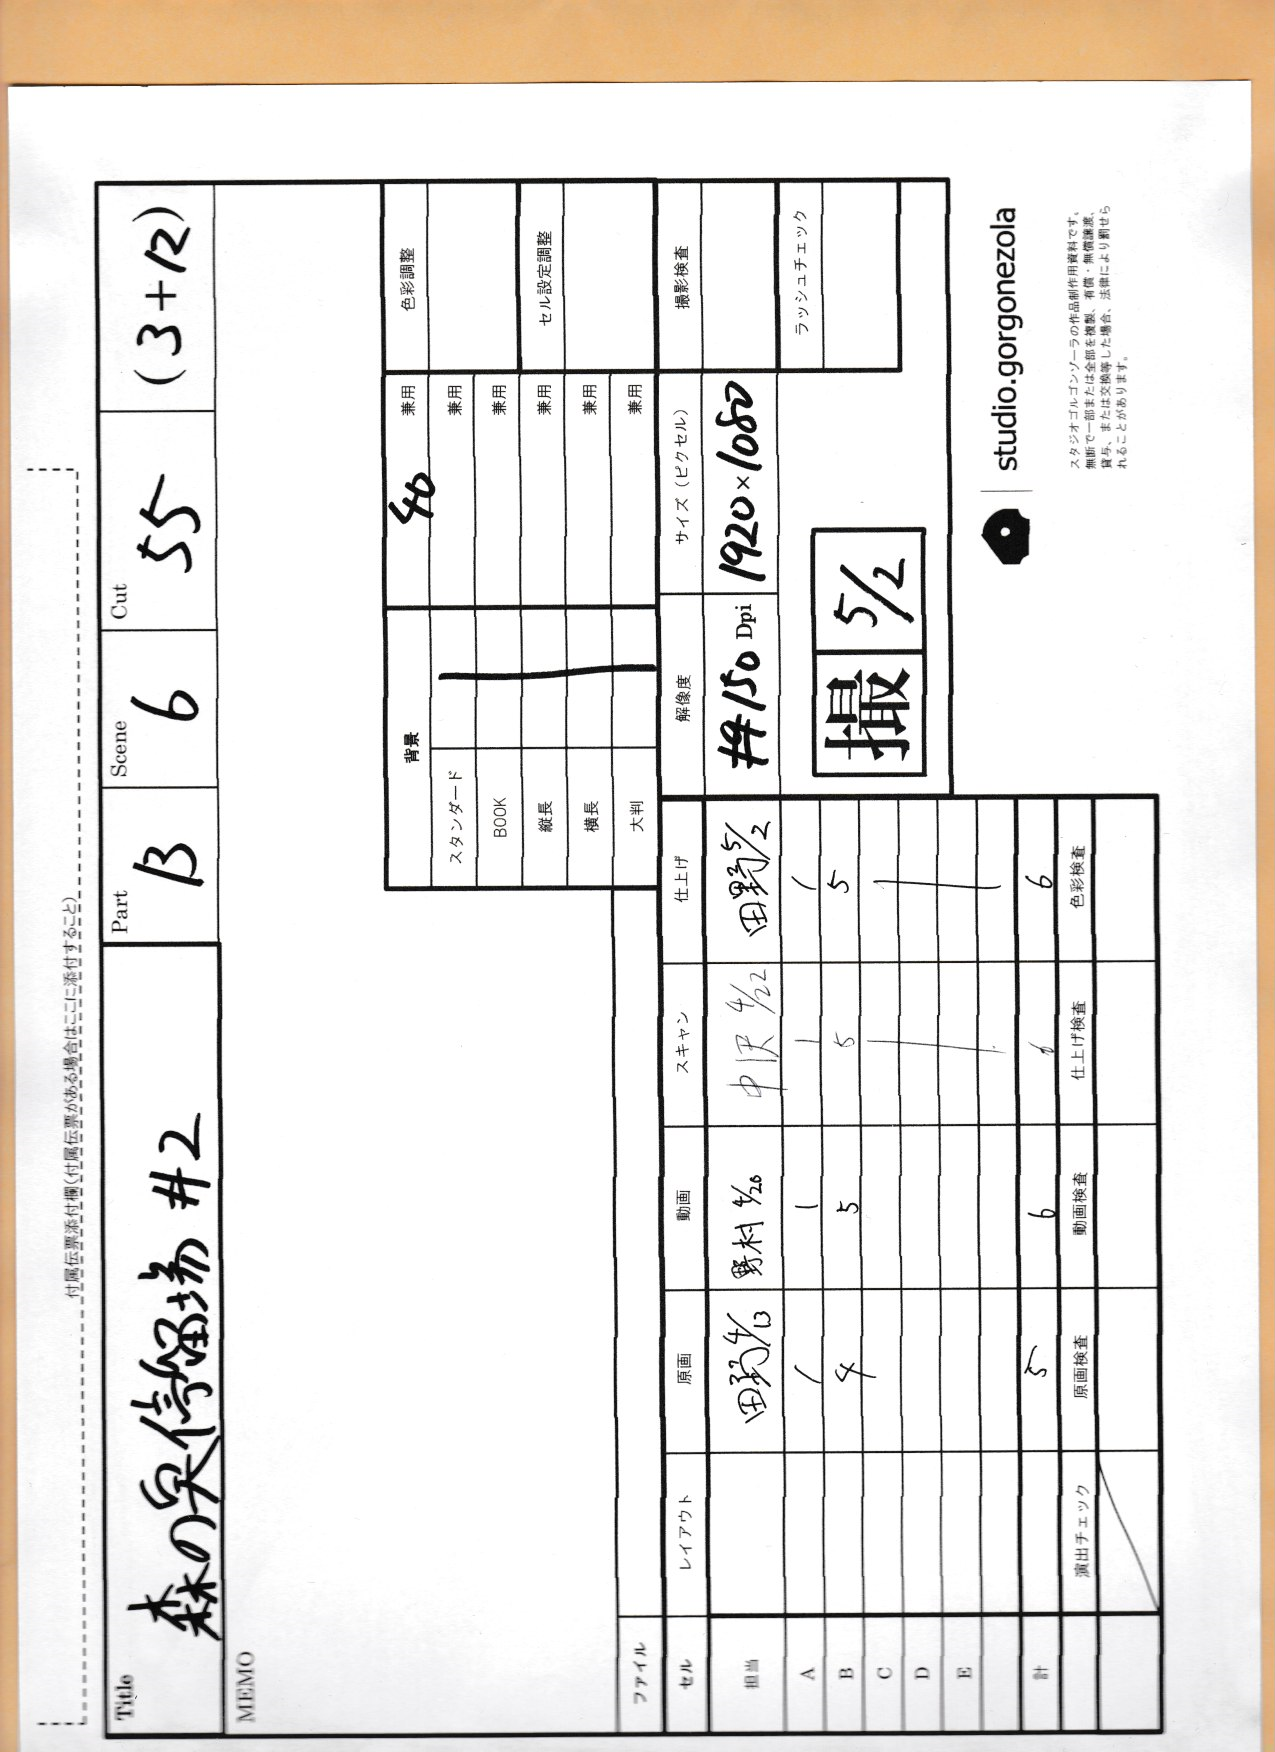 付属伝票添付欄(付属伝票がある場合はここに添付すること)
Title
森の安停留場 #2
Part
B
Scene
6
Cut
55
(3+12)
MEMO
背景
40 兼用
色彩調整
スタンダード 兼用
BOOK 兼用
縦長 兼用
セル設定調整
横長 兼用
大判 兼用
ファイル
セル レイアウト 原画 動画 スキャン 仕上げ
担当 田野 4/13 野村 4/20 中沢 4/22 田野 5/2
A 1 1 1 1
B 4 5 5 5
C
D
E
計 5 6 6 6
演出チェック 原画検査 動画検査 仕上げ検査 色彩検査
解像度 サイズ(ピクセル) 撮影検査
150 Dpi 1920×1080
ラッシュチェック
撮 5/2
studio.gorgonezola
スタジオゴルゴンゾーラの作品制作用資料です。
無断で一部または全部を複製、有償・無償譲渡、
貸与、または交換等した場合、法律により罰せら
れることがあります。